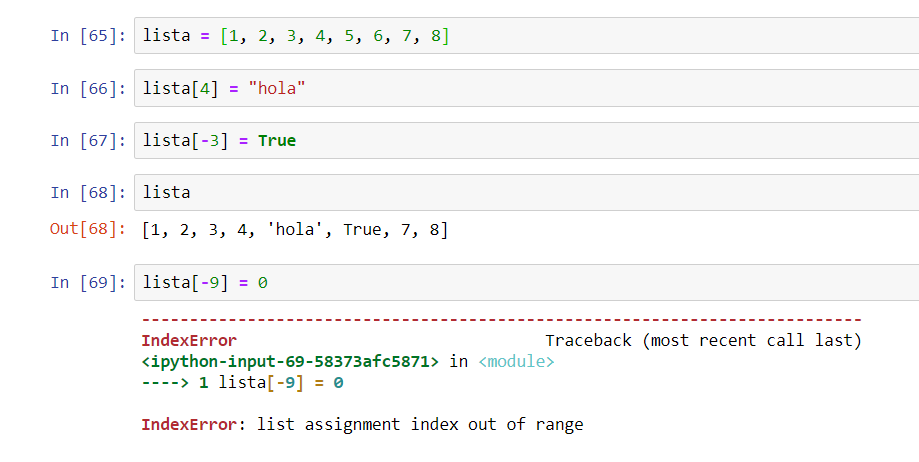 In [65]: lista = [1, 2, 3, 4, 5, 6, 7, 8]
In [66]: lista[4] = "hola"
In [67]: lista[-3] = True
In [68]: lista
Out[68]: [1, 2, 3, 4, 'hola', True, 7, 8]
In [69]: lista[-9] = 0
---------------------------------------------------------------------------
IndexError                                Traceback (most recent call last)
<ipython-input-69-58373afc5871> in <module>
----> 1 lista[-9] = 0
IndexError: list assignment index out of range